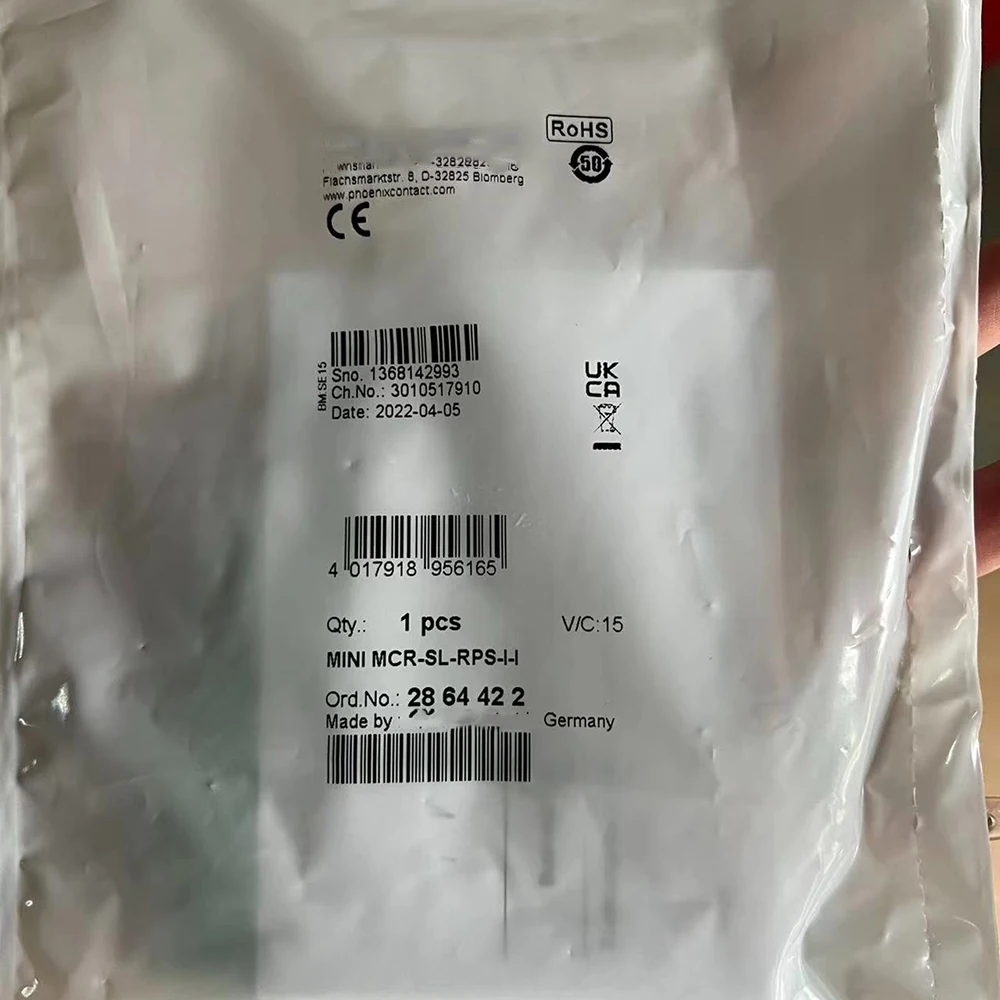 RoHS
50
Flachsmarktstr. 8, D-32825 Blomberg
www.phoenixcontact.com
CE
BM SE 15
Sno. 1368142993
Ch.No.: 3010517910
Date: 2022-04-05
UK
CA
4 017918 956165
Qty.: 1 pcs V/C:15
MINI MCR-SL-RPS-I-I
Ord.No.: 28 64 42 2
Made by Germany